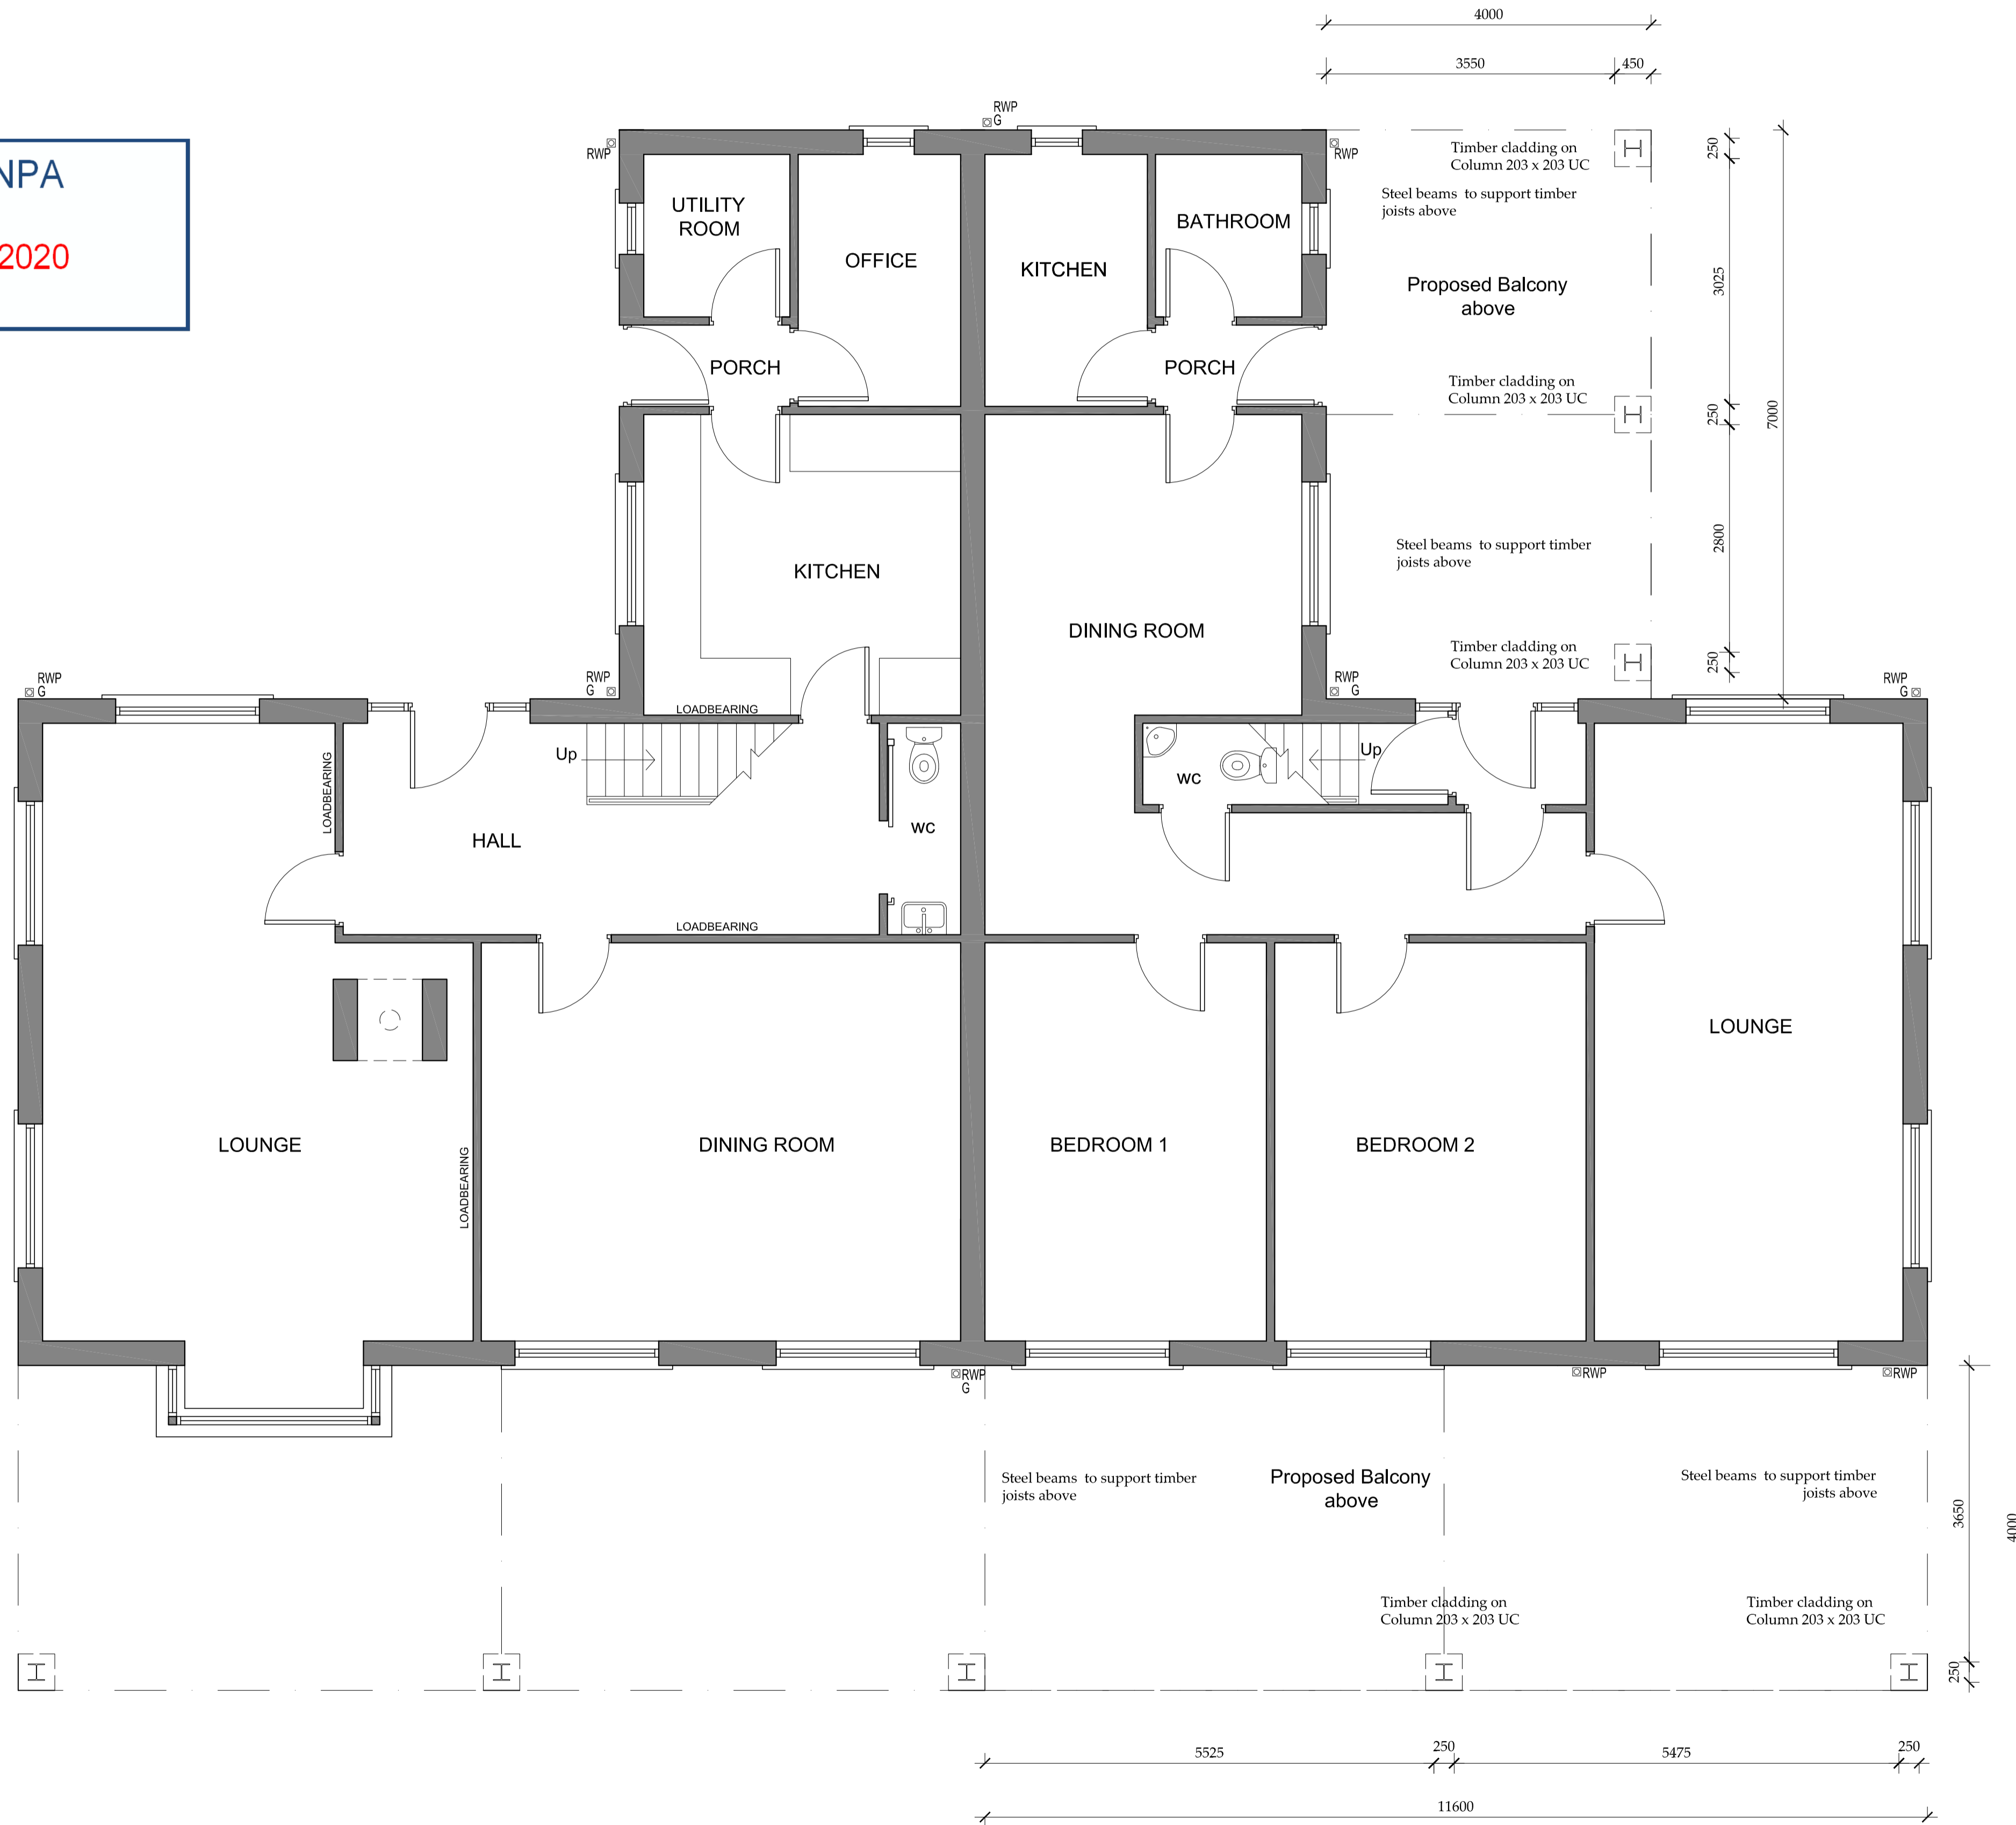 4000
3550 450
NPA
2020
RWP
G
RWP
RWP
Timber cladding on
Column 203 x 203 UC
250
Steel beams to support timber
joists above
UTILITY
ROOM
OFFICE
KITCHEN
BATHROOM
Proposed Balcony
above
3025
PORCH
PORCH
Timber cladding on
Column 203 x 203 UC
250
7000
KITCHEN
DINING ROOM
Steel beams to support timber
joists above
2800
Timber cladding on
Column 203 x 203 UC
250
RWP
G
RWP
G
RWP
G
RWP
G
LOADBEARING
LOADBEARING
Up
Up
wc
wc
HALL
LOADBEARING
LOUNGE
LOADBEARING
LOUNGE
DINING ROOM
BEDROOM 1
BEDROOM 2
RWP
G
RWP
RWP
Steel beams to support timber
joists above
Proposed Balcony
above
Steel beams to support timber
joists above
3650
4000
Timber cladding on
Column 203 x 203 UC
Timber cladding on
Column 203 x 203 UC
250
5525 250 5475 250
11600